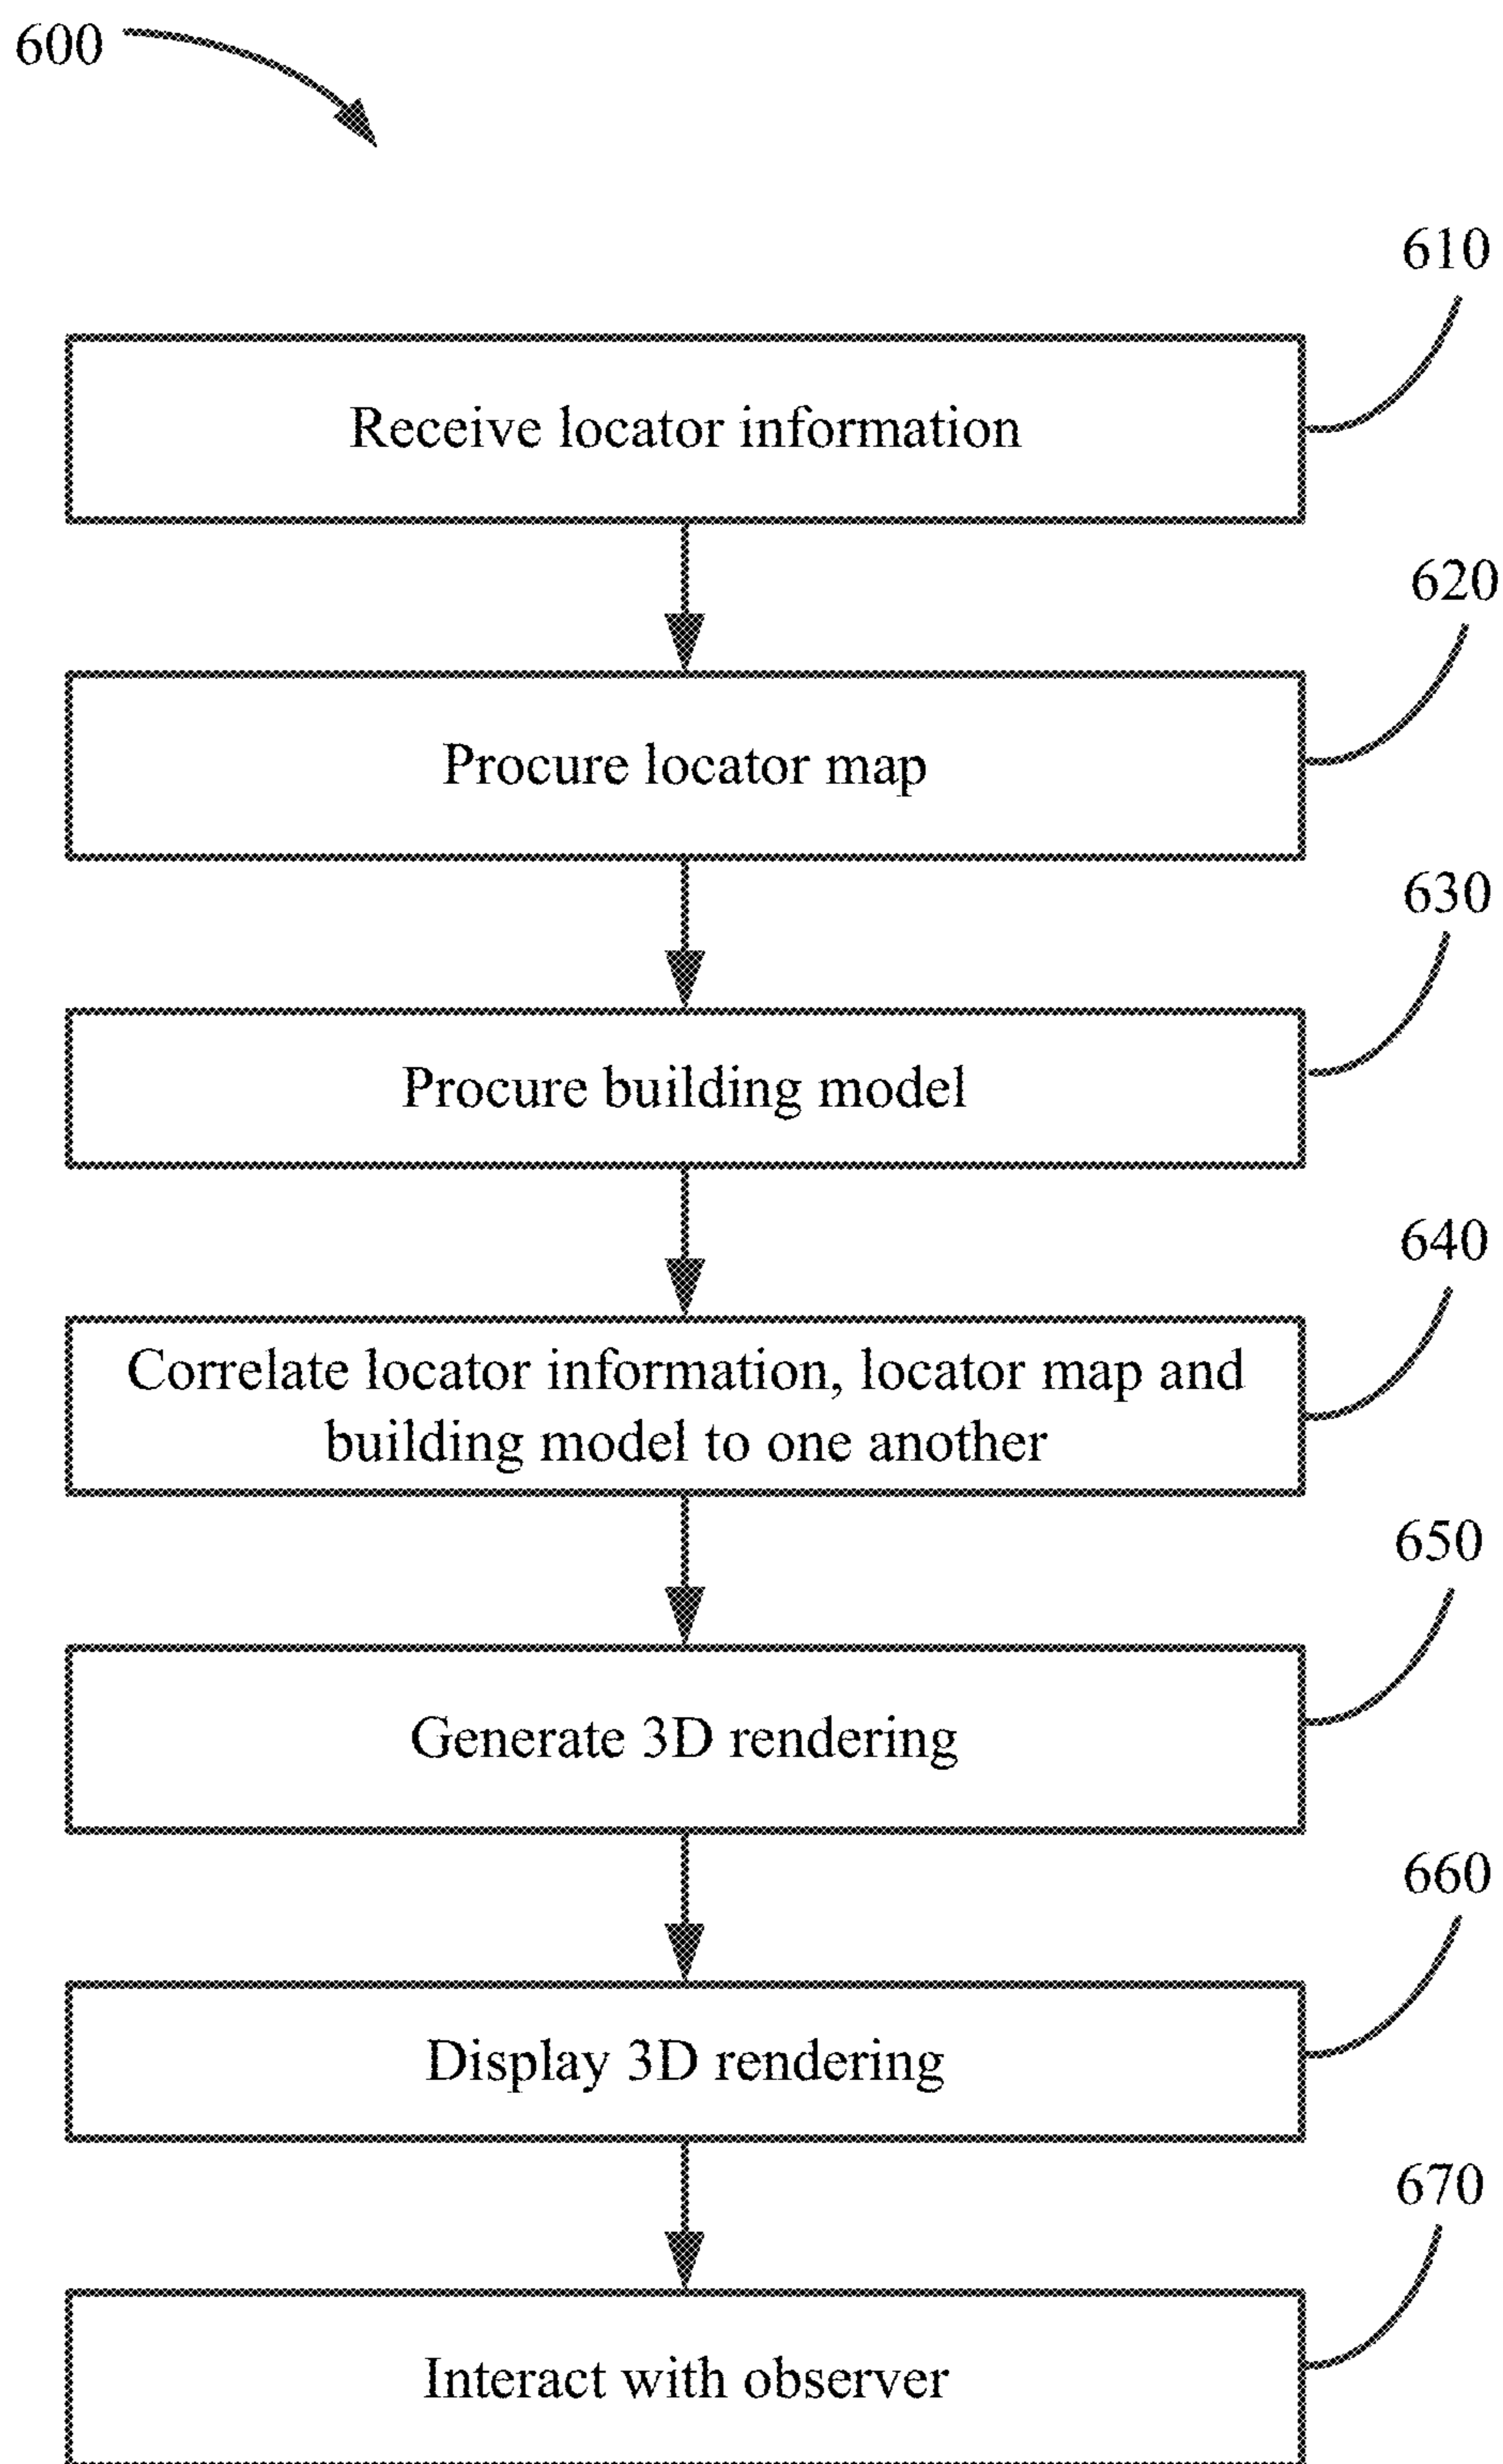 600
610
Receive locator information
620
Procure locator map
630
Procure building model
640
Correlate locator information, locator map and
building model to one another
650
Generate 3D rendering
660
Display 3D rendering
670
Interact with observer